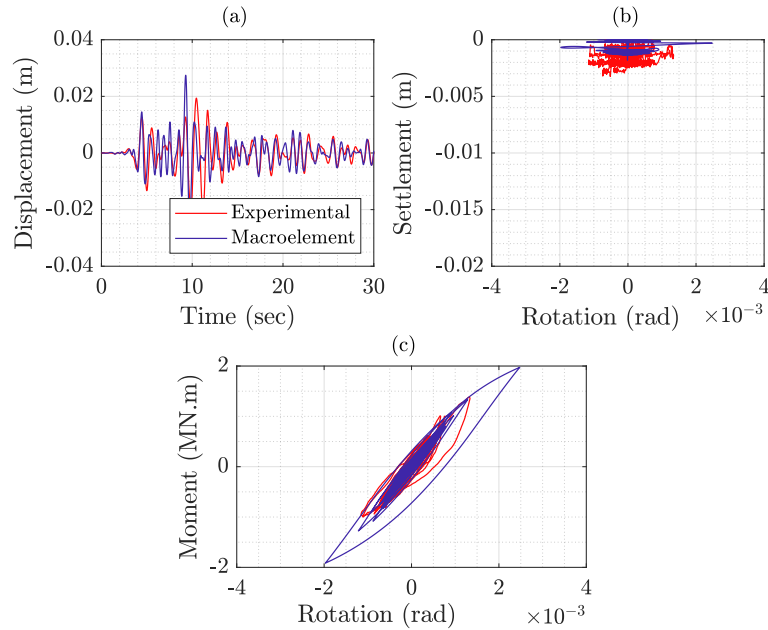 (a)
0.04
0.02
0
-0.02
-0.04
Displacement (m)
0
10
20
30
Time (sec)
Experimental
Macroelement
(b)
0
-0.005
-0.01
-0.015
-0.02
Settlement (m)
-4
-2
0
2
4
Rotation (rad)
×10⁻³
(c)
2
0
-2
Moment (MN.m)
-4
-2
0
2
4
Rotation (rad)
×10⁻³